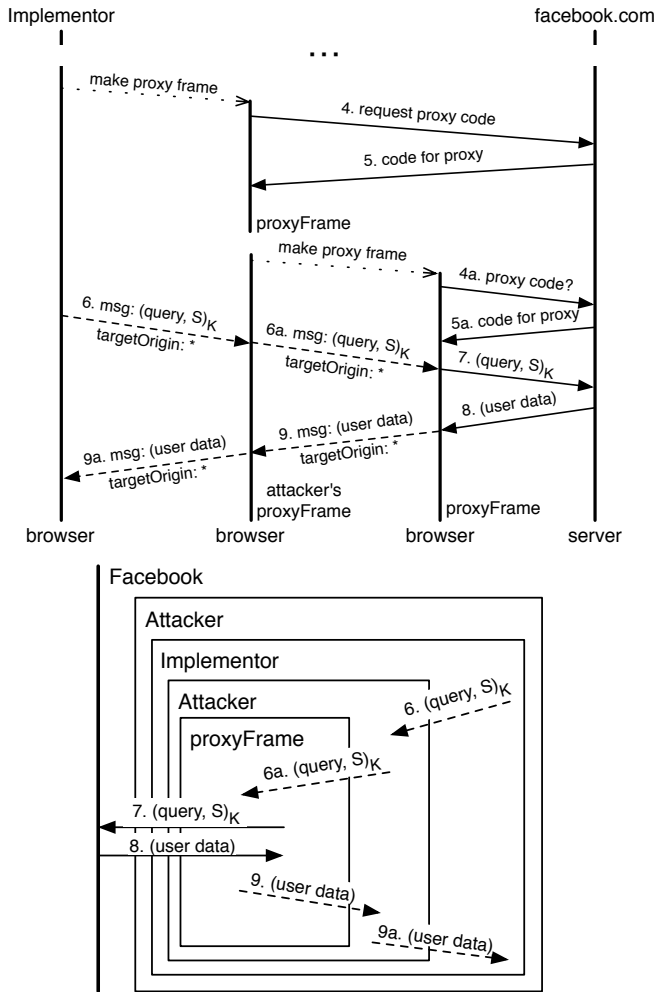 Implementor
facebook.com
...
make proxy frame
4. request proxy code
5. code for proxy
proxyFrame
make proxy frame
4a. proxy code?
5a. code for proxy
6. msg: (query, S)K
targetOrigin: *
6a. msg: (query, S)K
targetOrigin: *
7. (query, S)K
8. (user data)
9. msg: (user data)
targetOrigin: *
9a. msg: (user data)
targetOrigin: *
attacker's
proxyFrame
proxyFrame
browser
browser
browser
server
Facebook
Attacker
Implementor
Attacker
proxyFrame
6. (query, S)K
6a. (query, S)K
7. (query, S)K
8. (user data)
9. (user data)
9a. (user data)